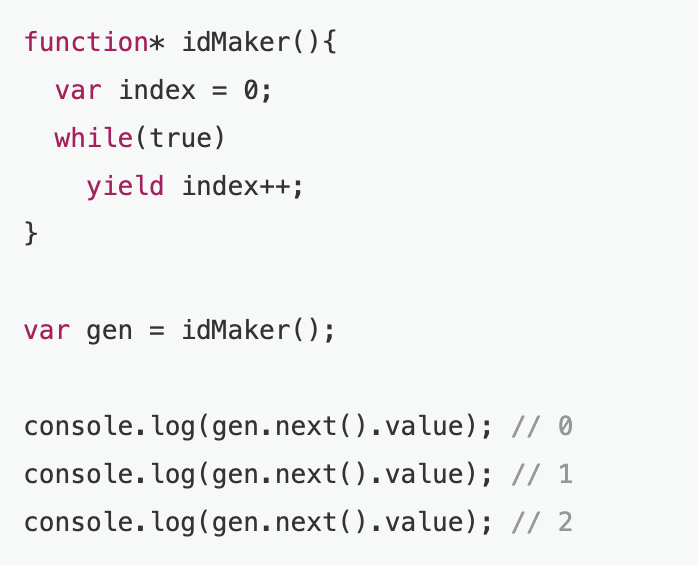 function* idMaker(){
  var index = 0;
  while(true)
    yield index++;
}

var gen = idMaker();

console.log(gen.next().value); // 0
console.log(gen.next().value); // 1
console.log(gen.next().value); // 2